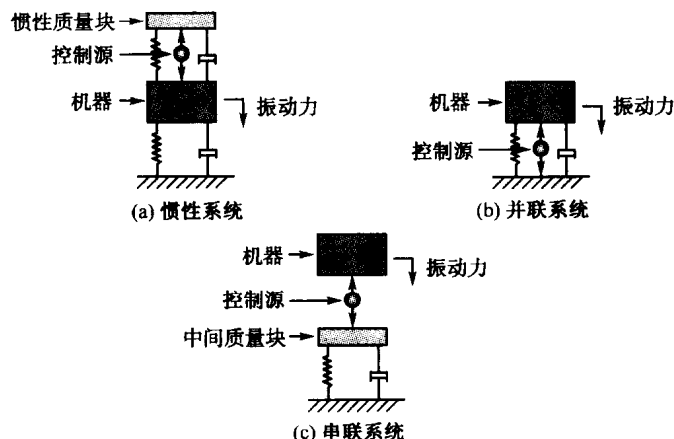 惯性质量块
控制源
机器
振动力
(a) 惯性系统
机器
振动力
控制源
(b) 并联系统
机器
振动力
控制源
中间质量块
(c) 串联系统